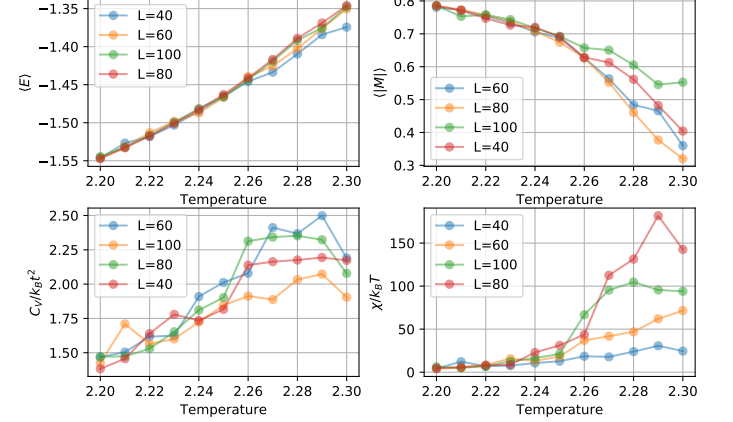 −1.35
−1.40
−1.45
−1.50
−1.55
⟨E⟩
L=40
L=60
L=100
L=80
2.20 2.22 2.24 2.26 2.28 2.30
Temperature
0.8
0.7
0.6
0.5
0.4
0.3
⟨|M|⟩
L=60
L=80
L=100
L=40
2.20 2.22 2.24 2.26 2.28 2.30
Temperature
2.50
2.25
2.00
1.75
1.50
C_V/k_Bt²
L=60
L=100
L=80
L=40
2.20 2.22 2.24 2.26 2.28 2.30
Temperature
150
100
50
0
χ/k_BT
L=40
L=60
L=100
L=80
2.20 2.22 2.24 2.26 2.28 2.30
Temperature